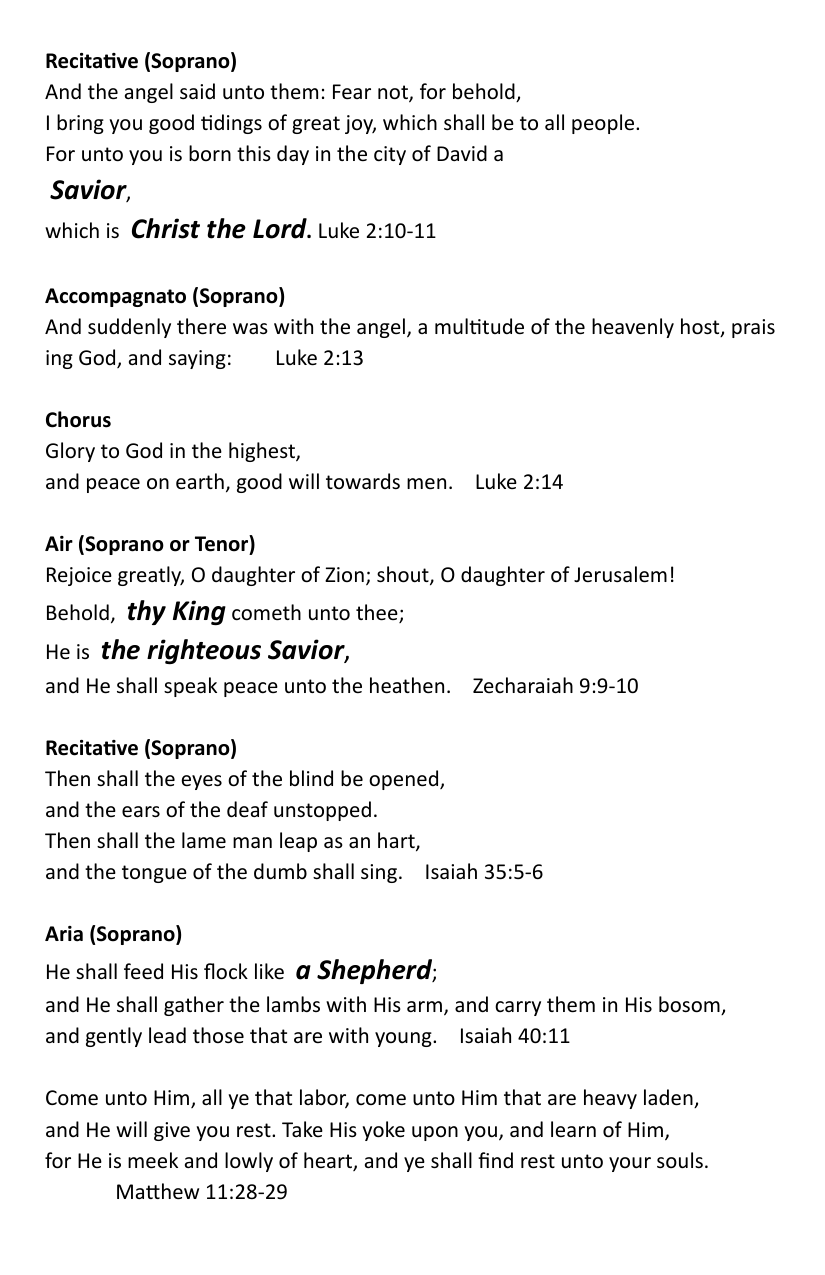 Recitative (Soprano)
And the angel said unto them: Fear not, for behold,
I bring you good tidings of great joy, which shall be to all people.
For unto you is born this day in the city of David a
Savior,
which is Christ the Lord. Luke 2:10-11
Accompagnato (Soprano)
And suddenly there was with the angel, a multitude of the heavenly host, prais
ing God, and saying: Luke 2:13
Chorus
Glory to God in the highest,
and peace on earth, good will towards men. Luke 2:14
Air (Soprano or Tenor)
Rejoice greatly, O daughter of Zion; shout, O daughter of Jerusalem!
Behold, thy King cometh unto thee;
He is the righteous Savior,
and He shall speak peace unto the heathen. Zecharaiah 9:9-10
Recitative (Soprano)
Then shall the eyes of the blind be opened,
and the ears of the deaf unstopped.
Then shall the lame man leap as an hart,
and the tongue of the dumb shall sing. Isaiah 35:5-6
Aria (Soprano)
He shall feed His flock like a Shepherd;
and He shall gather the lambs with His arm, and carry them in His bosom,
and gently lead those that are with young. Isaiah 40:11
Come unto Him, all ye that labor, come unto Him that are heavy laden,
and He will give you rest. Take His yoke upon you, and learn of Him,
for He is meek and lowly of heart, and ye shall find rest unto your souls.
Matthew 11:28-29